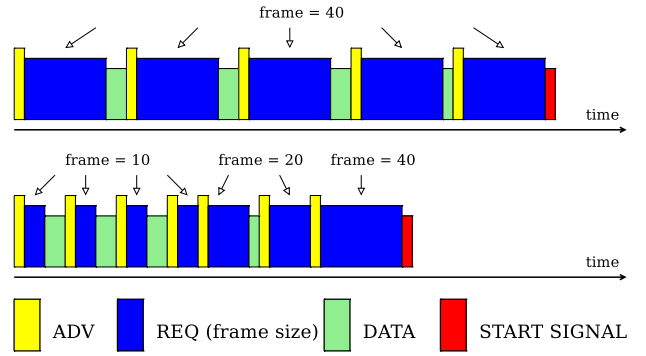 frame = 40
time
frame = 10 frame = 20 frame = 40
time
ADV REQ (frame size) DATA START SIGNAL